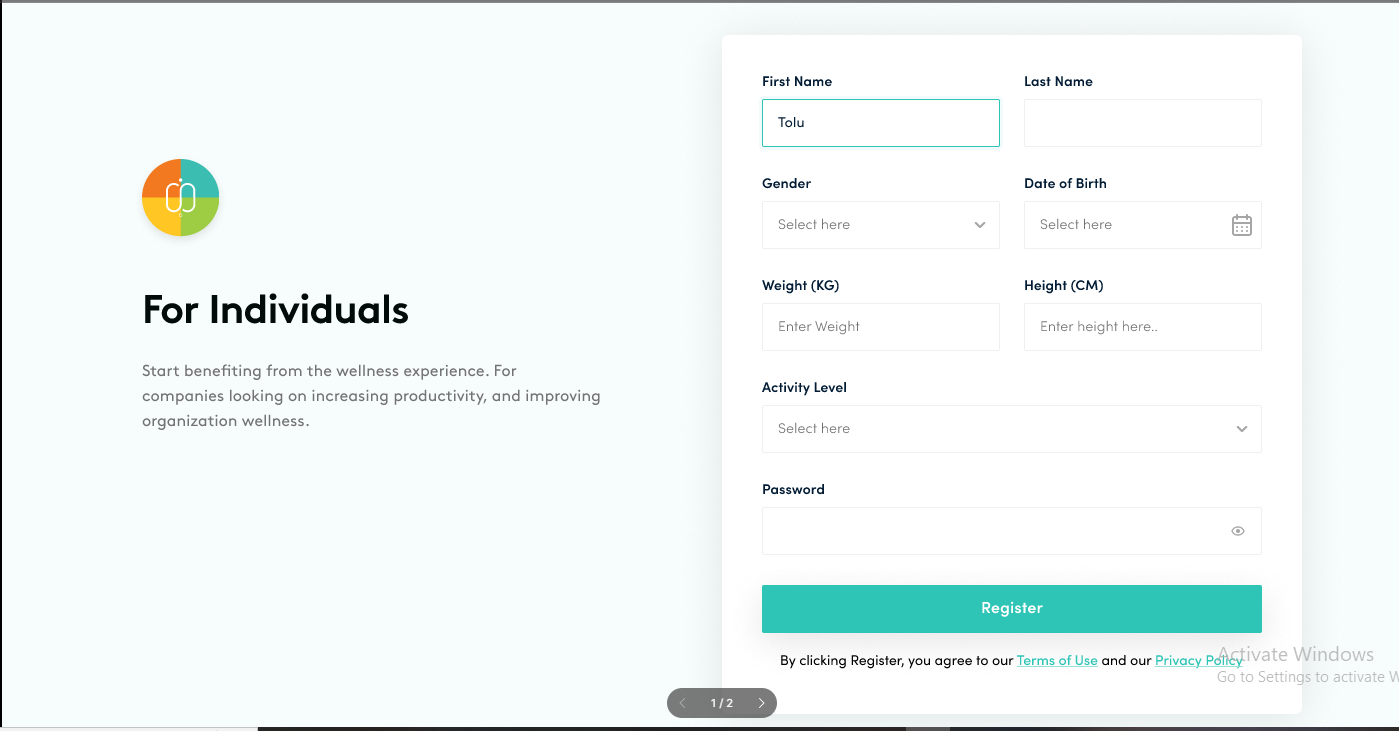 For Individuals
Start benefiting from the wellness experience. For
companies looking on increasing productivity, and improving
organization wellness.
First Name
Last Name
Tolu
Gender
Date of Birth
Select here
Select here
Weight (KG)
Height (CM)
Enter Weight
Enter height here..
Activity Level
Select here
Password
Register
By clicking Register, you agree to our Terms of Use and our Privacy Policy
Activate Windows
Go to Settings to activate W
1 / 2